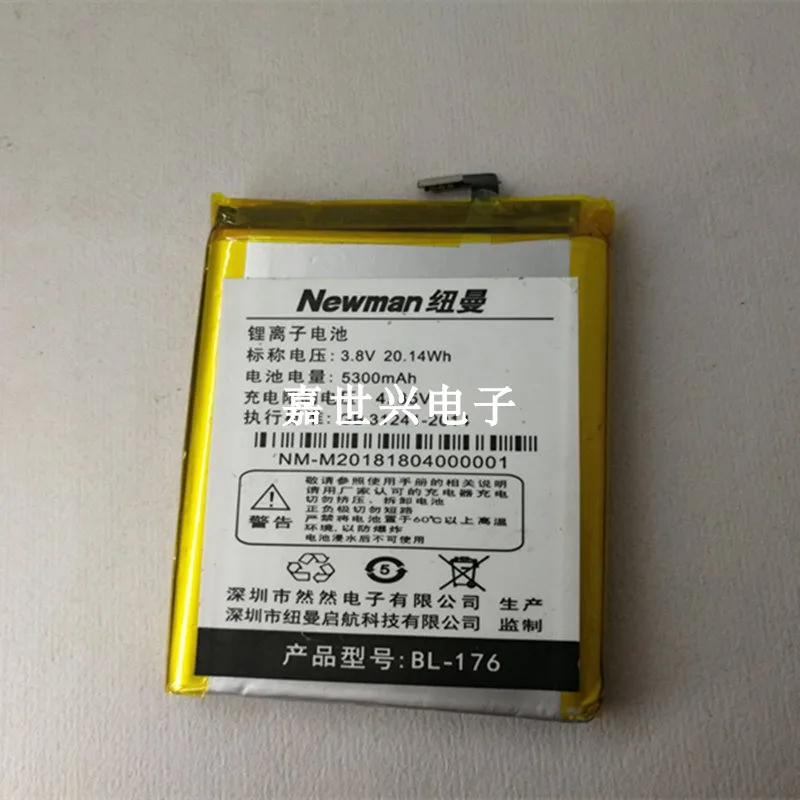 Newman 纽曼
锂离子电池
标称电压: 3.8V 20.14Wh
电池电量: 5300mAh
充电限
执行
嘉世兴电子
NM-M20181804000001
敬请参照使用手册的相关说明
请用厂家认可的充电器充电
切勿挤压、拆卸电池
正负极切勿短路
严禁将电池置于60℃以上高温
环境,以防爆炸
电池浸水后不可使用
警告
5
深圳市然然电子有限公司 生产
深圳市纽曼启航科技有限公司 监制
产品型号:BL-176